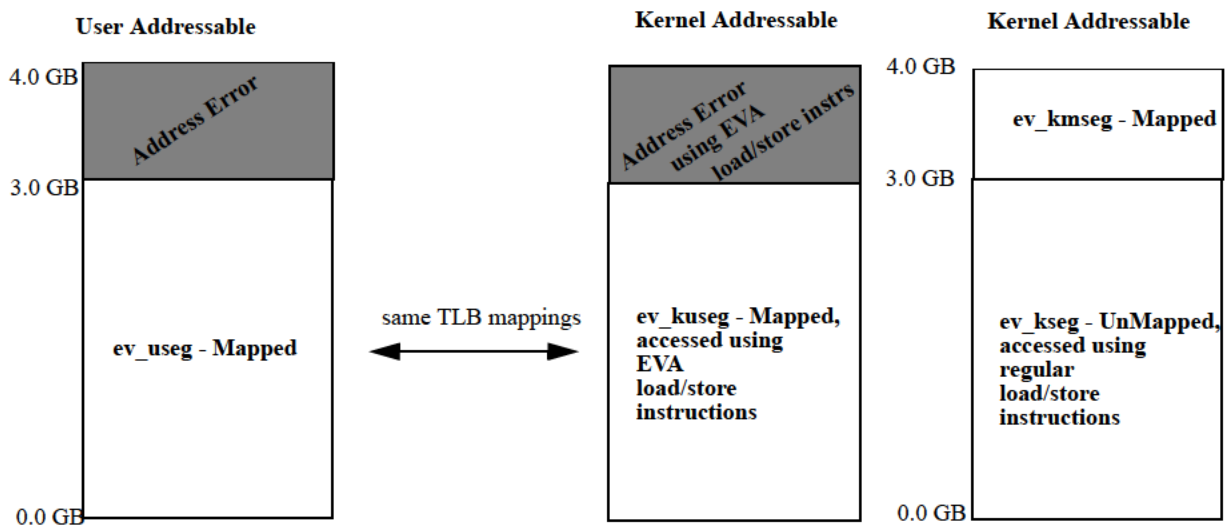 User Addressable
4.0 GB
Address Error
3.0 GB
ev_useg - Mapped
0.0 GB
same TLB mappings
Kernel Addressable
Address Error
using EVA
load/store instrs
ev_kuseg - Mapped,
accessed using
EVA
load/store
instructions
Kernel Addressable
4.0 GB
ev_kmseg - Mapped
3.0 GB
ev_kseg - UnMapped,
accessed using
regular
load/store
instructions
0.0 GB